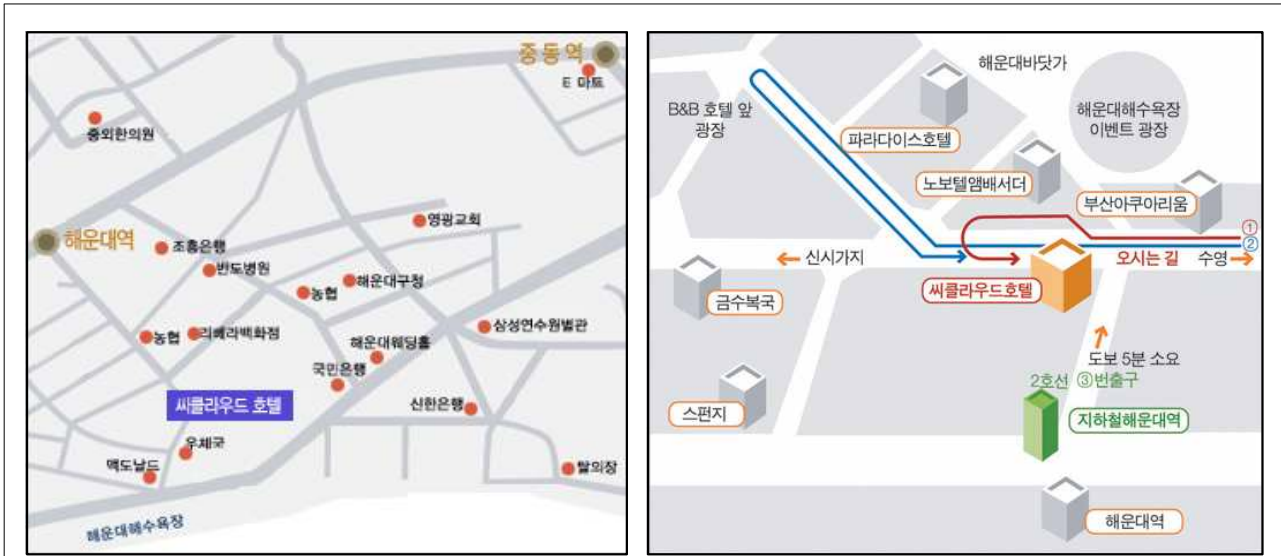 중동역
E 마트
중외한의원
영광교회
해운대역
조흥은행
반도병원
해운대구청
농협
삼성연수원별관
농협
리베라백화점
해운대웨딩홀
국민은행
씨클라우드 호텔
신한은행
우체국
맥도날드
탈의장
해운대해수욕장
해운대바닷가
B&B 호텔 앞
광장
해운대해수욕장
이벤트 광장
파라다이스호텔
노보텔앰배서더
부산아쿠아리움
①
②
신시가지
오시는 길
수영
씨클라우드호텔
금수복국
도보 5분 소요
2호선 ③번출구
스펀지
지하철해운대역
해운대역